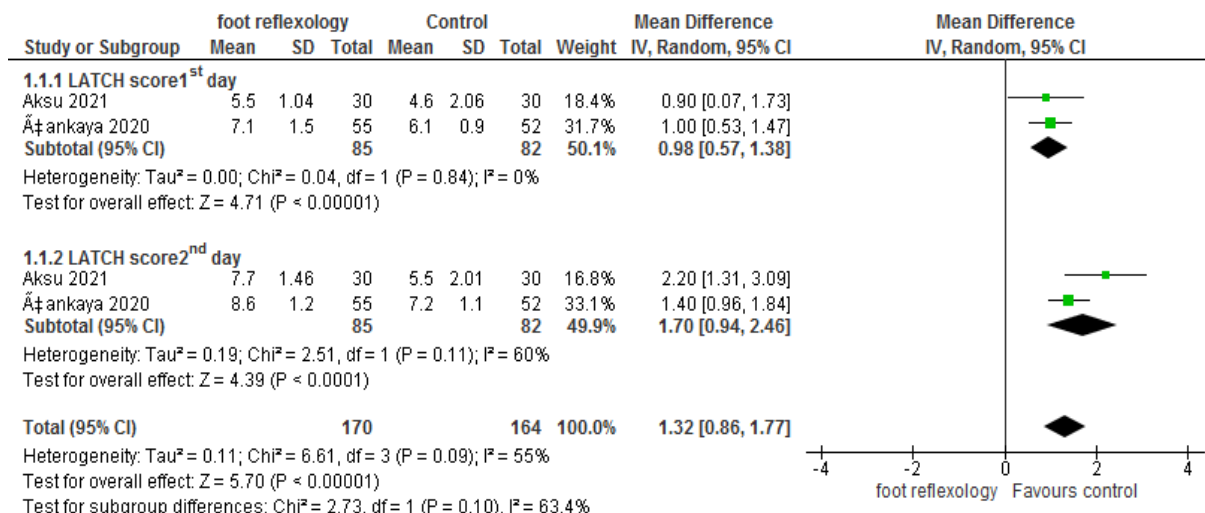 foot reflexology Control Mean Difference Mean Difference
Study or Subgroup Mean SD Total Mean SD Total Weight IV, Random, 95% CI IV, Random, 95% CI
1.1.1 LATCH score1st day
Aksu 2021 5.5 1.04 30 4.6 2.06 30 18.4% 0.90 [0.07, 1.73]
Ã‡ankaya 2020 7.1 1.5 55 6.1 0.9 52 31.7% 1.00 [0.53, 1.47]
Subtotal (95% CI) 85 82 50.1% 0.98 [0.57, 1.38]
Heterogeneity: Tau² = 0.00; Chi² = 0.04, df = 1 (P = 0.84); I² = 0%
Test for overall effect: Z = 4.71 (P < 0.00001)
1.1.2 LATCH score2nd day
Aksu 2021 7.7 1.46 30 5.5 2.01 30 16.8% 2.20 [1.31, 3.09]
Ã‡ankaya 2020 8.6 1.2 55 7.2 1.1 52 33.1% 1.40 [0.96, 1.84]
Subtotal (95% CI) 85 82 49.9% 1.70 [0.94, 2.46]
Heterogeneity: Tau² = 0.19; Chi² = 2.51, df = 1 (P = 0.11); I² = 60%
Test for overall effect: Z = 4.39 (P < 0.0001)
Total (95% CI) 170 164 100.0% 1.32 [0.86, 1.77]
Heterogeneity: Tau² = 0.11; Chi² = 6.61, df = 3 (P = 0.09); I² = 55%
Test for overall effect: Z = 5.70 (P < 0.00001)
Test for subgroup differences: Chi² = 2.73, df = 1 (P = 0.10), I² = 63.4%
-4 -2 0 2 4
foot reflexology Favours control